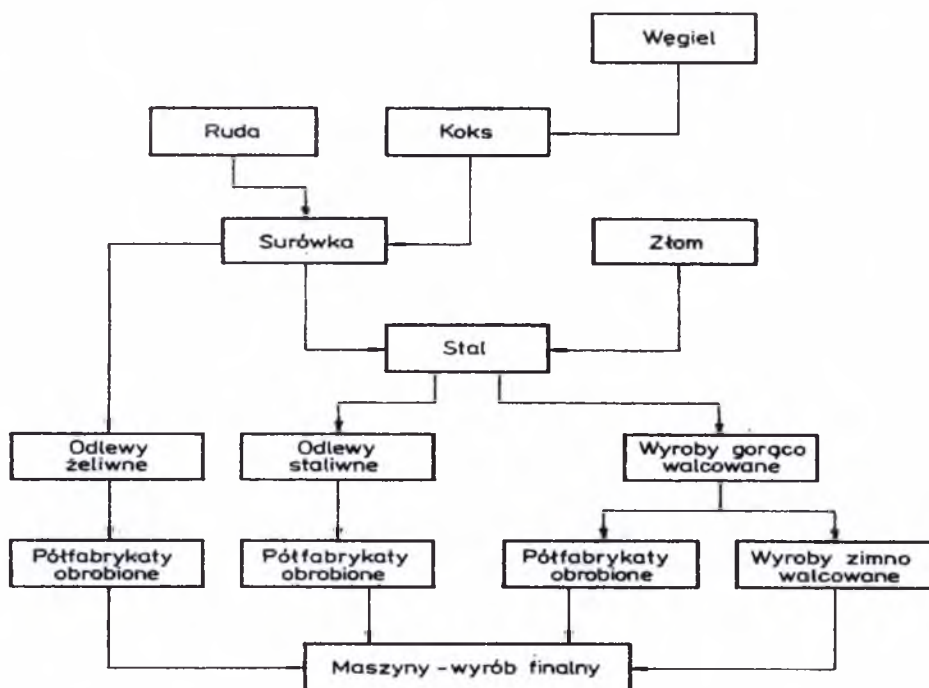 Węgiel
Ruda
Koks
Surówka
Złom
Stal
Odlewy
żeliwne
Odlewy
staliwne
Wyroby gorąco
walcowane
Półfabrykaty
obrobione
Półfabrykaty
obrobione
Półfabrykaty
obrobione
Wyroby zimno
walcowane
Maszyny - wyrób finalny